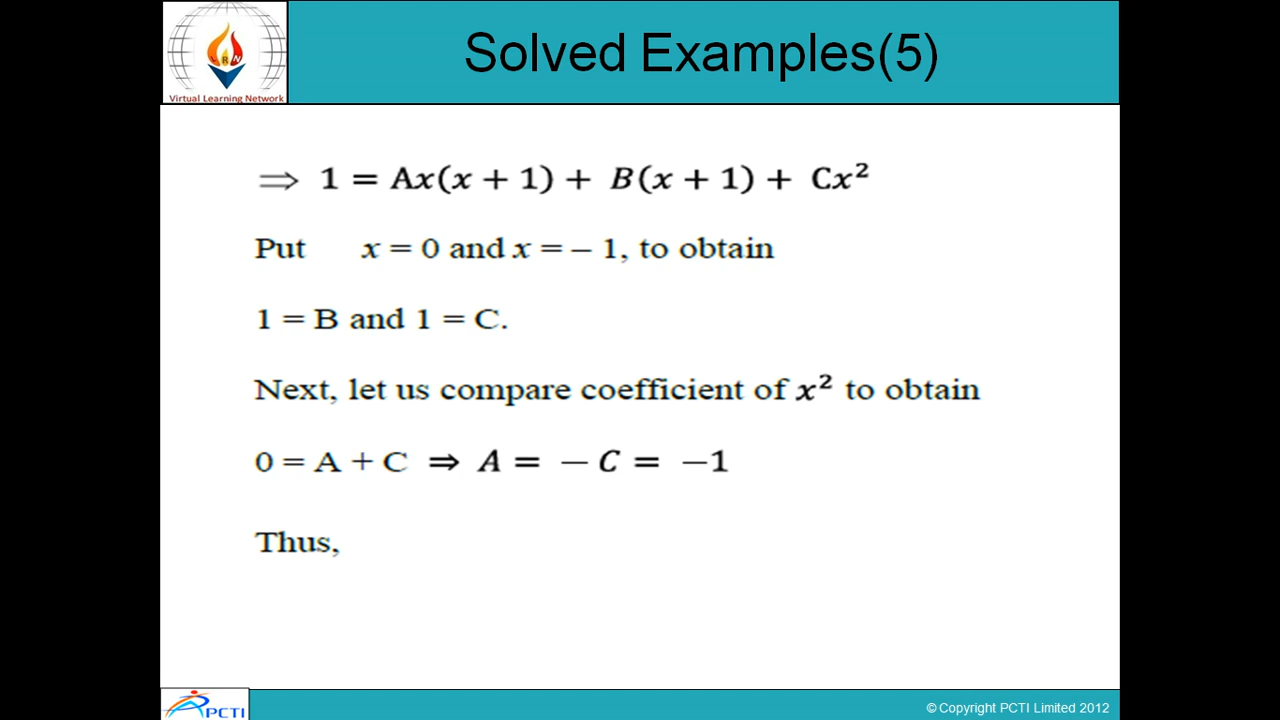 Solved Examples(5)
Virtual Learning Network
⟹ 1 = Ax(x + 1) + B(x + 1) + Cx²
Put x = 0 and x = – 1, to obtain
1 = B and 1 = C.
Next, let us compare coefficient of x² to obtain
0 = A + C ⇒ A = − C = −1
Thus,
PCTI
© Copyright PCTI Limited 2012